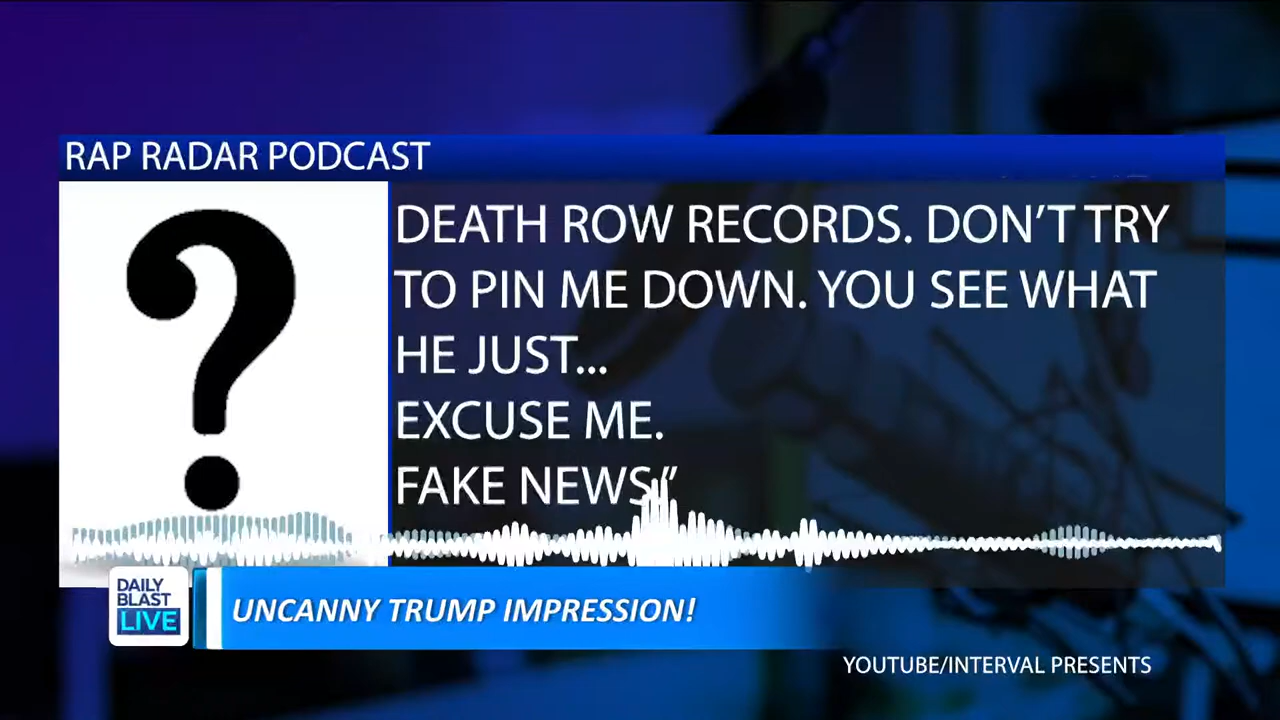 RAP RADAR PODCAST
DEATH ROW RECORDS. DON'T TRY
TO PIN ME DOWN. YOU SEE WHAT
HE JUST...
EXCUSE ME.
FAKE NEWS.”
DAILY
BLAST
LIVE
UNCANNY TRUMP IMPRESSION!
YOUTUBE/INTERVAL PRESENTS